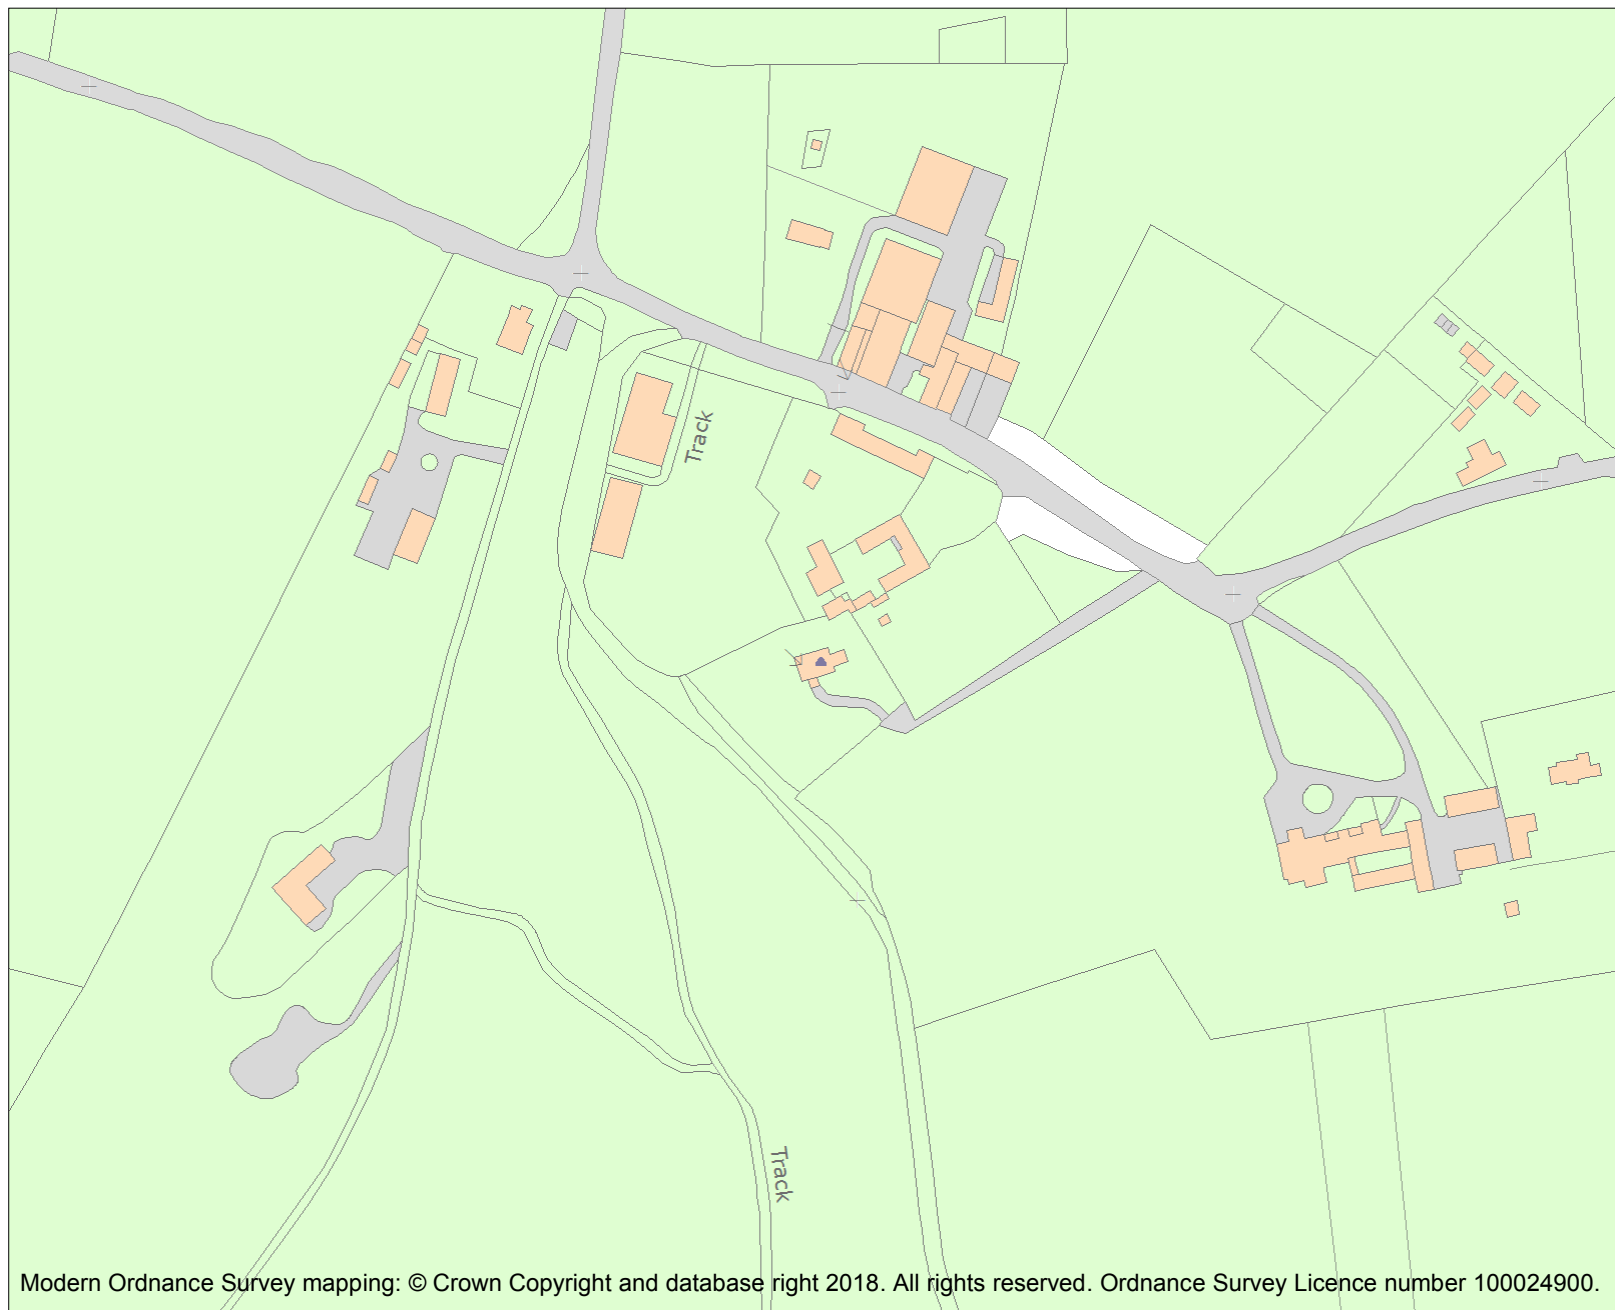 Track
Track
Modern Ordnance Survey mapping: © Crown Copyright and database right 2018. All rights reserved. Ordnance Survey Licence number 100024900.